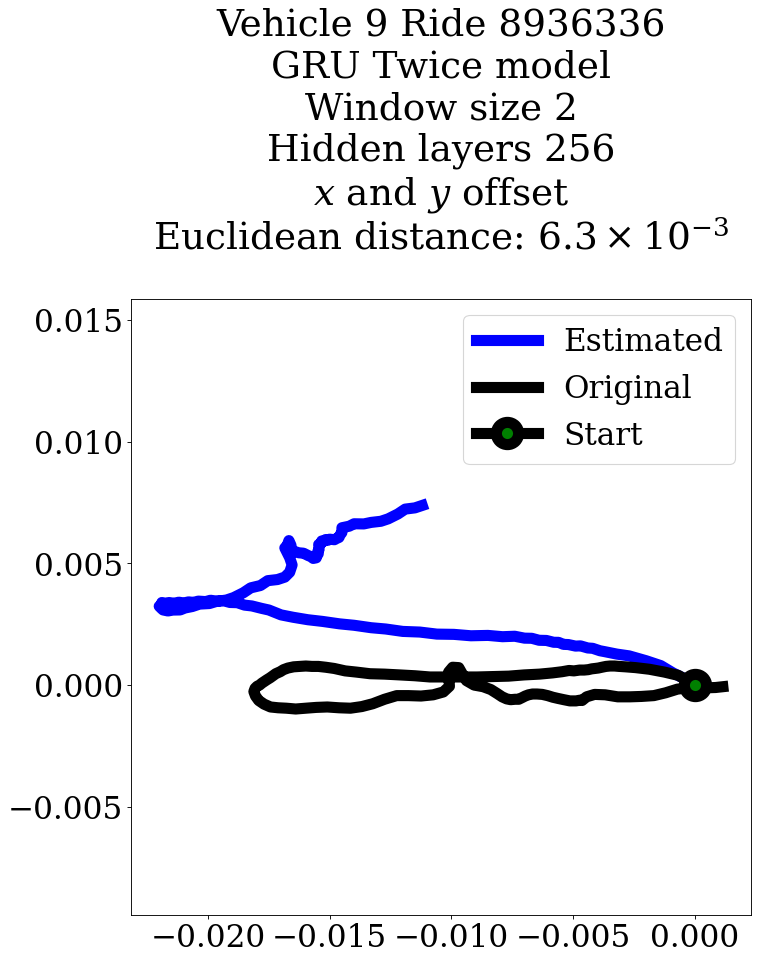 Vehicle 9 Ride 8936336
GRU Twice model
Window size 2
Hidden layers 256
x and y offset
Euclidean distance: 6.3 × 10⁻³
Estimated
Original
Start
0.015
0.010
0.005
0.000
−0.005
−0.020 −0.015 −0.010 −0.005 0.000